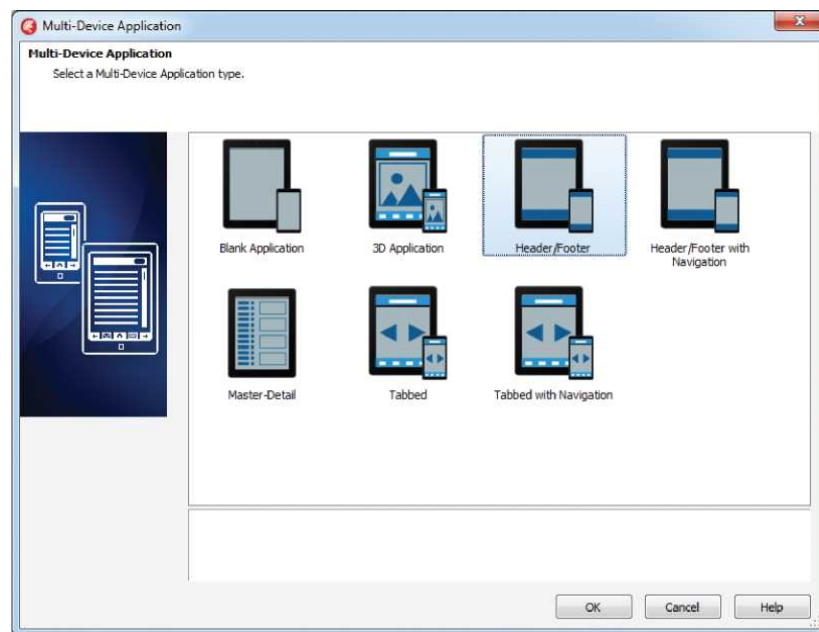 Multi-Device Application
Multi-Device Application
Select a Multi-Device Application type.
Blank Application
3D Application
Header/Footer
Header/Footer with
Navigation
Master-Detail
Tabbed
Tabbed with Navigation
OK
Cancel
Help